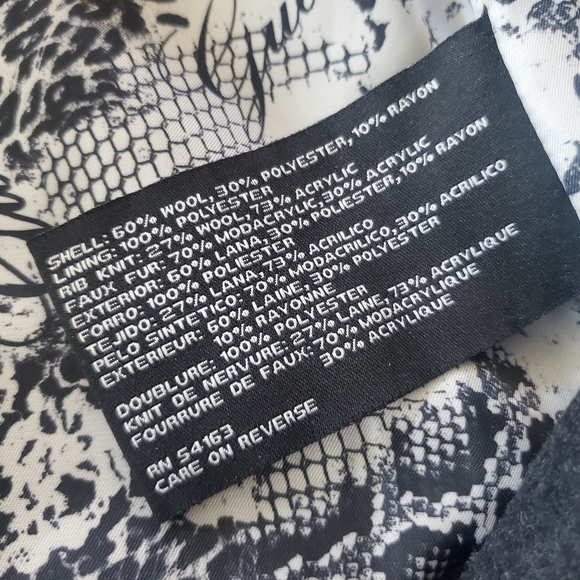 Gu
SHELL: 60% WOOL, 30% POLYESTER, 10% RAYON
LINING: 100% POLYESTER
RIB KNIT: 27% WOOL, 73% ACRYLIC
FAUX FUR: 70% MODACRYLIC, 30% ACRYLIC
EXTERIOR: 60% LANA, 30% POLIESTER, 10% RAYON
FORRO: 100% POLIESTER
TEJIDO: 27% LANA, 73% ACRILICO
PELO SINTETICO: 70% MODACRILICO, 30% ACRILICO
EXTERIEUR: 60% LAINE, 30% POLYESTER
10% RAYONNE
DOUBLURE: 100% POLYESTER
KNIT DE NERVURE: 27% LAINE, 73% ACRYLIQUE
FOURRURE DE FAUX: 70% MODACRYLIQUE
30% ACRYLIQUE
RN 54163
CARE ON REVERSE